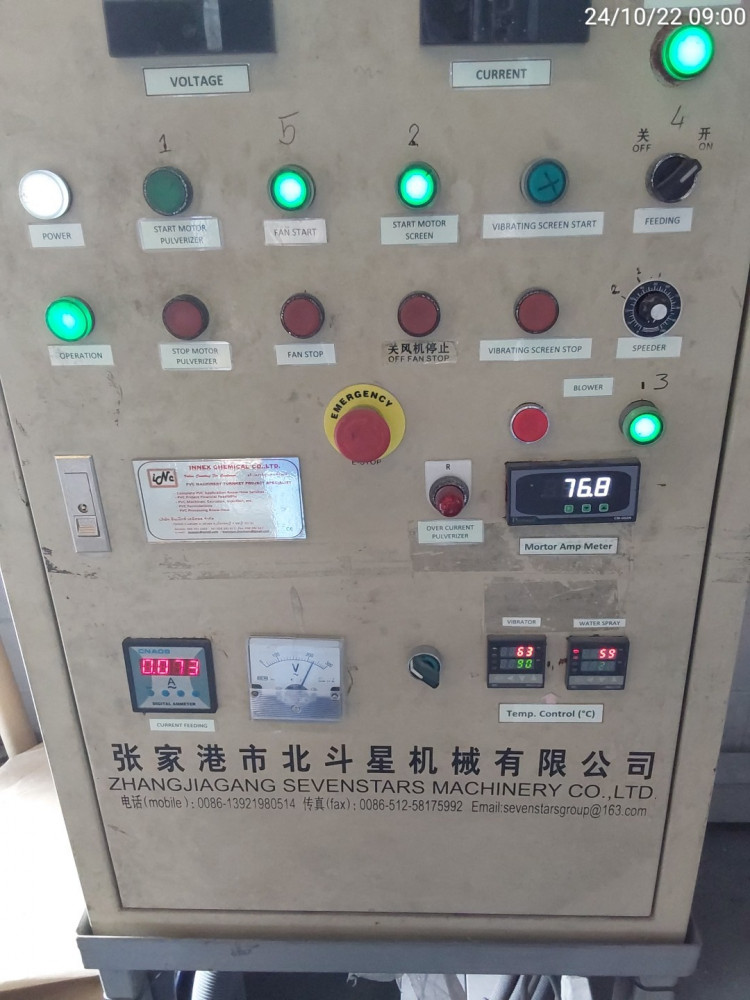 24/10/22 09:00
VOLTAGE
CURRENT
1
5
2
4
关 开
OFF ON
POWER
START MOTOR
PULVERIZER
FAN START
START MOTOR
SCREEN
VIBRATING SCREEN START
FEEDING
2 1
OPERATION
STOP MOTOR
PULVERIZER
FAN STOP
关风机停止
OFF FAN STOP
VIBRATING SCREEN STOP
SPEEDER
BLOWER
3
EMERGENCY
E-STOP
INNEX CHEMICAL CO.,LTD.
R
OVER CURRENT
PULVERIZER
76.8
Mortor Amp Meter
VIBRATOR
WATER SPRAY
63
90
59
Temp. Control (°C)
CNAOB
0.073
A
DIGITAL AMMETER
CURRENT FEEDING
V
张家港市北斗星机械有限公司
ZHANGJIAGANG SEVENSTARS MACHINERY CO.,LTD.
电话(mobile): 0086-13921980514 传真(fax): 0086-512-58175992 Email:sevenstarsgroup@163.com